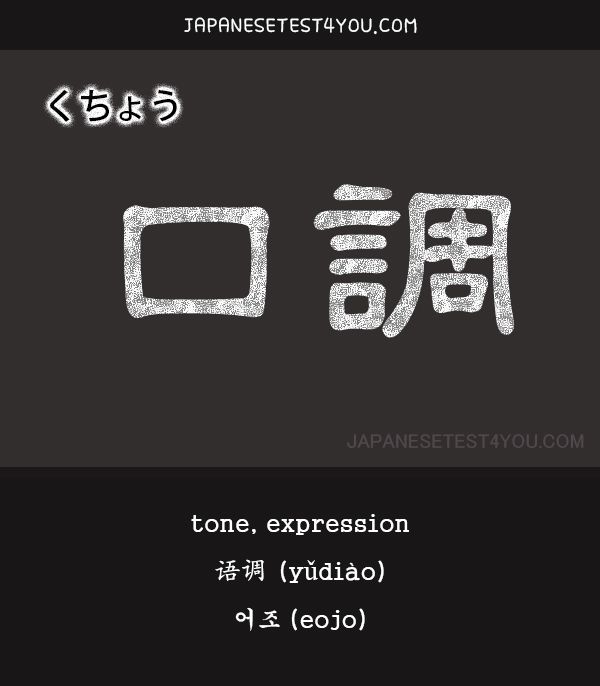 JAPANESETEST4YOU.COM
くちょう
口調
JAPANESETEST4YOU.COM
tone, expression
语调 (yǔdiào)
어조 (eojo)